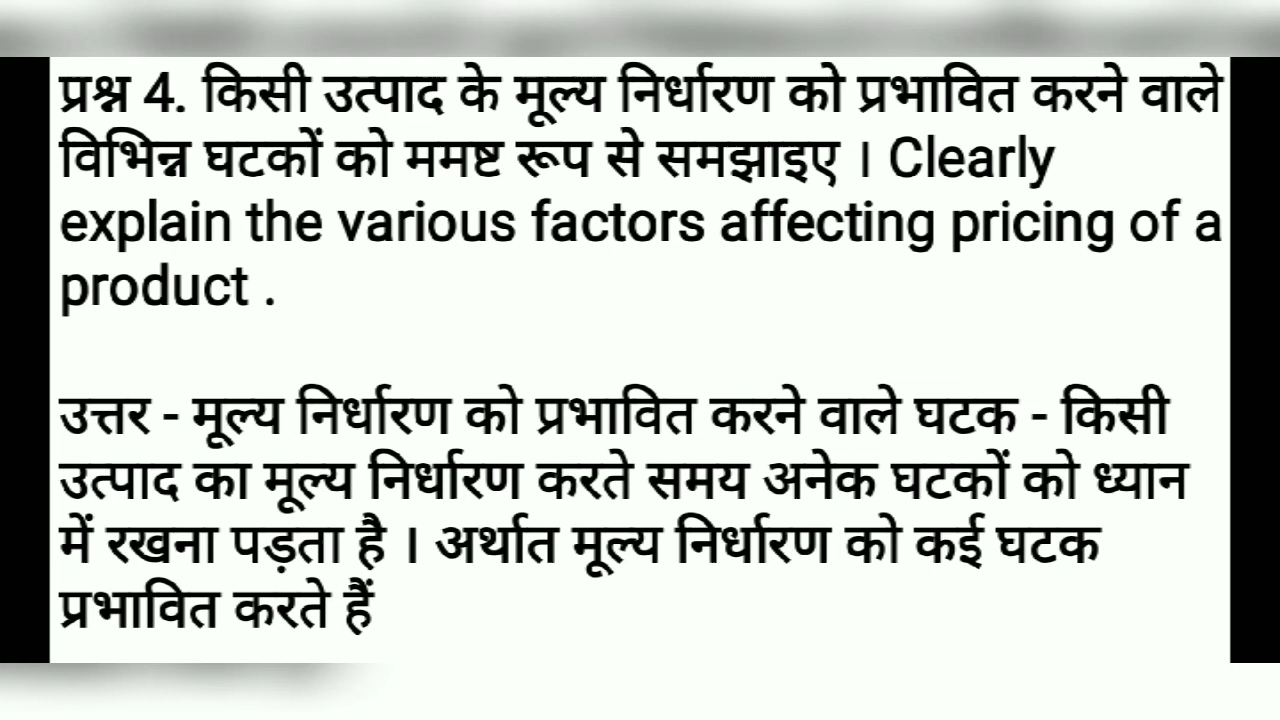 प्रश्न 4. किसी उत्पाद के मूल्य निर्धारण को प्रभावित करने वाले
विभिन्न घटकों को ममष्ट रूप से समझाइए । Clearly
explain the various factors affecting pricing of a
product .
उत्तर - मूल्य निर्धारण को प्रभावित करने वाले घटक - किसी
उत्पाद का मूल्य निर्धारण करते समय अनेक घटकों को ध्यान
में रखना पड़ता है । अर्थात मूल्य निर्धारण को कई घटक
प्रभावित करते हैं